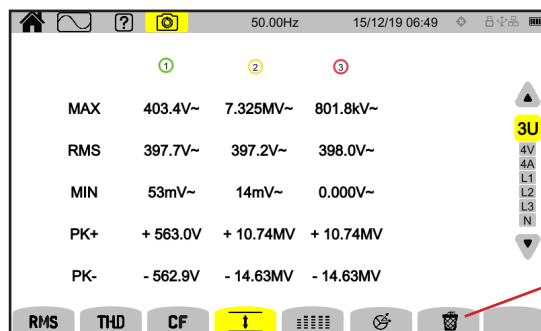 ? 50.00Hz 15/12/19 06:49
1 2 3
MAX 403.4V~ 7.325MV~ 801.8kV~
RMS 397.7V~ 397.2V~ 398.0V~
MIN 53mV~ 14mV~ 0.000V~
PK+ + 563.0V + 10.74MV + 10.74MV
PK- - 562.9V - 14.63MV - 14.63MV
3U
4V
4A
L1
L2
L3
N
RMS THD CF